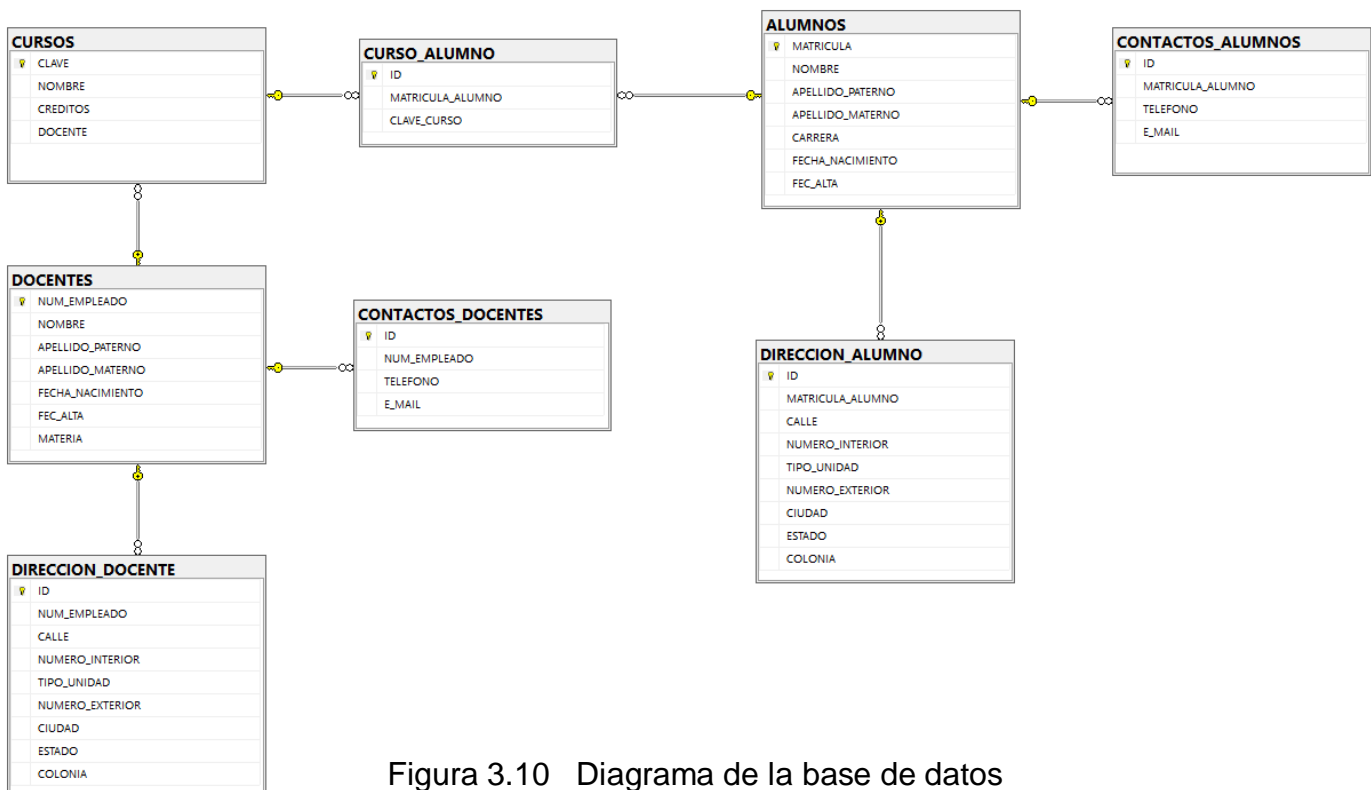 CURSOS
CLAVE
NOMBRE
CREDITOS
DOCENTE
CURSO_ALUMNO
ID
MATRICULA_ALUMNO
CLAVE_CURSO
ALUMNOS
MATRICULA
NOMBRE
APELLIDO_PATERNO
APELLIDO_MATERNO
CARRERA
FECHA_NACIMIENTO
FEC_ALTA
CONTACTOS_ALUMNOS
ID
MATRICULA_ALUMNO
TELEFONO
E_MAIL
DOCENTES
NUM_EMPLEADO
NOMBRE
APELLIDO_PATERNO
APELLIDO_MATERNO
FECHA_NACIMIENTO
FEC_ALTA
MATERIA
CONTACTOS_DOCENTES
ID
NUM_EMPLEADO
TELEFONO
E_MAIL
DIRECCION_ALUMNO
ID
MATRICULA_ALUMNO
CALLE
NUMERO_INTERIOR
TIPO_UNIDAD
NUMERO_EXTERIOR
CIUDAD
ESTADO
COLONIA
DIRECCION_DOCENTE
ID
NUM_EMPLEADO
CALLE
NUMERO_INTERIOR
TIPO_UNIDAD
NUMERO_EXTERIOR
CIUDAD
ESTADO
COLONIA
Figura 3.10 Diagrama de la base de datos